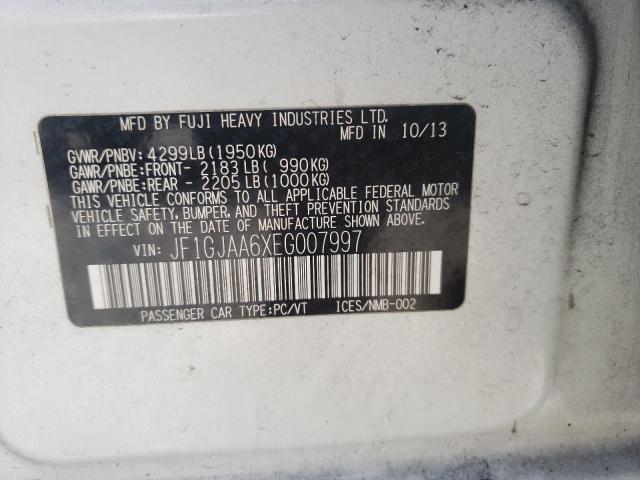 MFD BY FUJI HEAVY INDUSTRIES LTD.
MFD IN 10/13
GVWR/PNBV: 4299LB(1950KG)
GAWR/PNBE:FRONT- 2183LB( 990KG)
GAWR/PNBE:REAR - 2205LB(1000KG)
THIS VEHICLE CONFORMS TO ALL APPLICABLE FEDERAL MOTOR
VEHICLE SAFETY, BUMPER, AND THEFT PREVENTION STANDARDS
IN EFFECT ON THE DATE OF MANUFACTURE SHOWN ABOVE.
VIN: JF1GJAA6XEG007997
PASSENGER CAR TYPE:PC/VT ICES/NMB-002